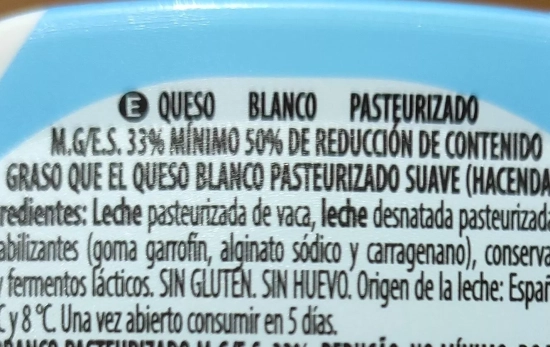 E QUESO BLANCO PASTEURIZADO
M.G/E.S. 33% MÍNIMO 50% DE REDUCCIÓN DE CONTENIDO
GRASO QUE EL QUESO BLANCO PASTEURIZADO SUAVE (HACENDA
redientes: Leche pasteurizada de vaca, leche desnatada pasteurizada
abilizantes (goma garrofín, alginato sódico y carragenano), conserva
y fermentos lácticos. SIN GLUTEN. SIN HUEVO. Origen de la leche: Españ
C y 8 °C. Una vez abierto consumir en 5 días.